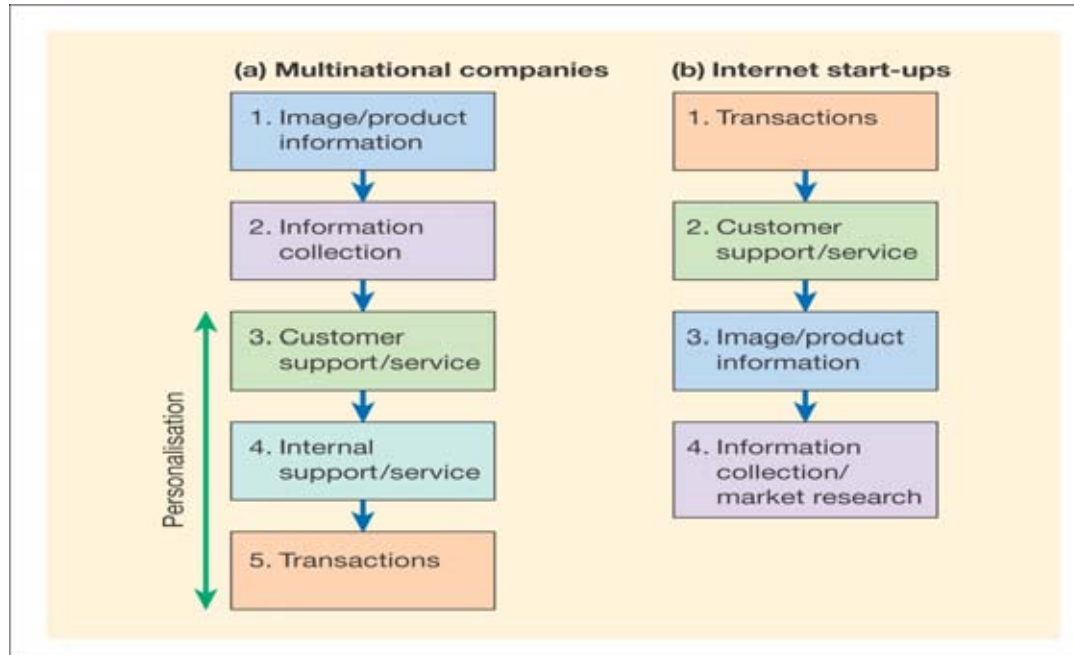 (a) Multinational companies
1. Image/product
information
2. Information
collection
3. Customer
support/service
4. Internal
support/service
5. Transactions
Personalisation
(b) Internet start-ups
1. Transactions
2. Customer
support/service
3. Image/product
information
4. Information
collection/
market research